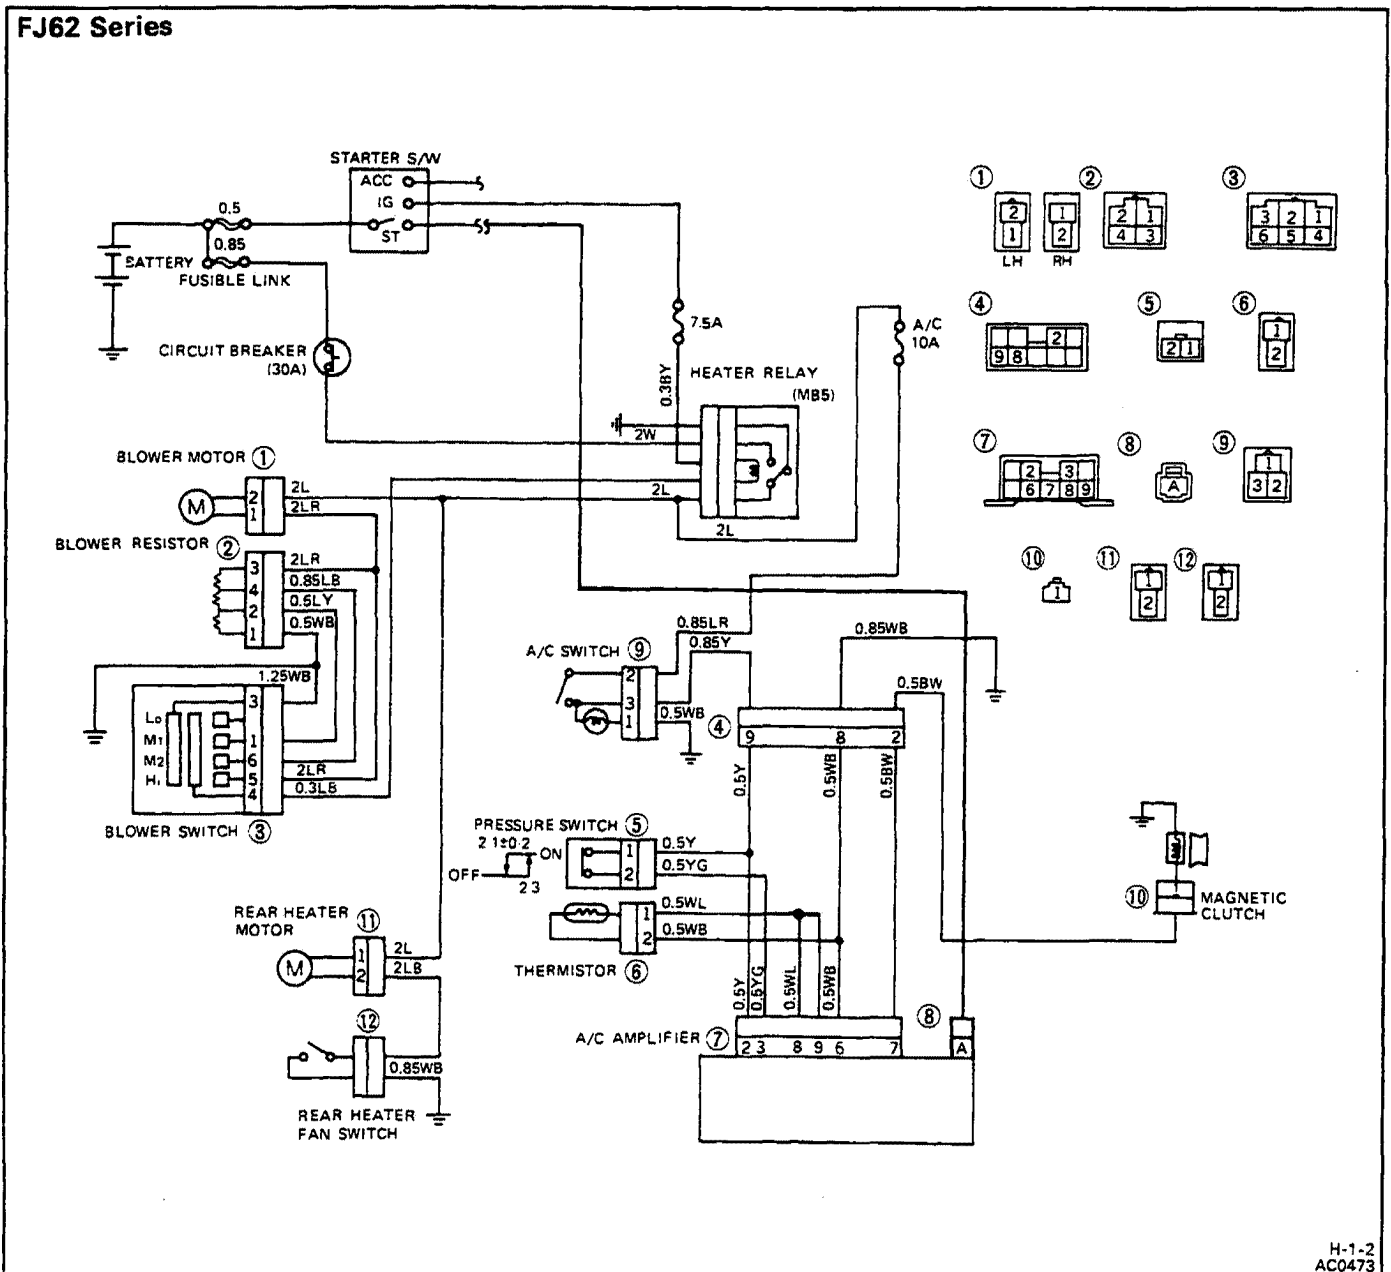 FJ62 Series
STARTER S/W
ACC
IG
ST
0.5
0.85
BATTERY
FUSIBLE LINK
CIRCUIT BREAKER
(30A)
7.5A
0.3BY
A/C
10A
HEATER RELAY
(MB5)
2W
2L
2L
BLOWER MOTOR ①
M
2
1
2L
2LR
BLOWER RESISTOR ②
3
4
2
1
2LR
0.85LB
0.5LY
0.5WB
1.25WB
Lo
M1
M2
Hi
3
1
6
5
4
2LR
0.3LB
BLOWER SWITCH ③
A/C SWITCH ⑨
2
3
1
0.85LR
0.85Y
0.5WB
0.85WB
0.5BW
④
9 8 2
0.5Y
0.5WB
0.5BW
PRESSURE SWITCH ⑤
2.1±0.2
ON
OFF
2 3
1
2
0.5Y
0.5YG
1
2
0.5WL
0.5WB
THERMISTOR ⑥
0.5Y
0.5YG
0.5WL
0.5WB
A/C AMPLIFIER ⑦
2 3 8 9 6 7
⑧
A
REAR HEATER
MOTOR
⑪
M
1
2
2L
2LB
⑫
0.85WB
REAR HEATER
FAN SWITCH
⑩
MAGNETIC
CLUTCH
①
2
1
LH
1
2
RH
②
2 1
4 3
③
3 2 1
6 5 4
④
2
9 8
⑤
2 1
⑥
1
2
⑦
2 3
6 7 8 9
⑧
A
⑨
1
3 2
⑩
1
⑪
1
2
⑫
1
2
H-1-2
AC0473